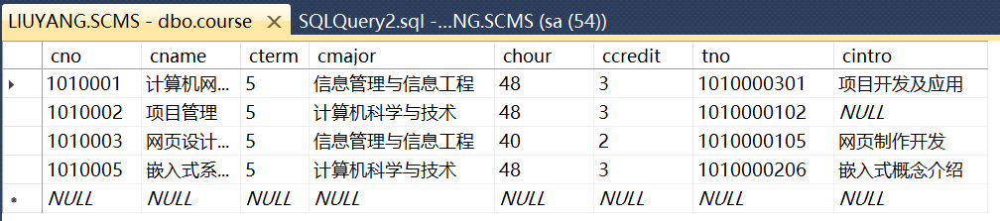 LIUYANG.SCMS - dbo.course SQLQuery2.sql -...NG.SCMS (sa (54))
cno cname cterm cmajor chour ccredit tno cintro
1010001 计算机网... 5 信息管理与信息工程 48 3 1010000301 项目开发及应用
1010002 项目管理 5 计算机科学与技术 48 3 1010000102 NULL
1010003 网页设计... 5 信息管理与信息工程 40 2 1010000105 网页制作开发
1010005 嵌入式系... 5 计算机科学与技术 48 3 1010000206 嵌入式概念介绍
NULL NULL NULL NULL NULL NULL NULL NULL